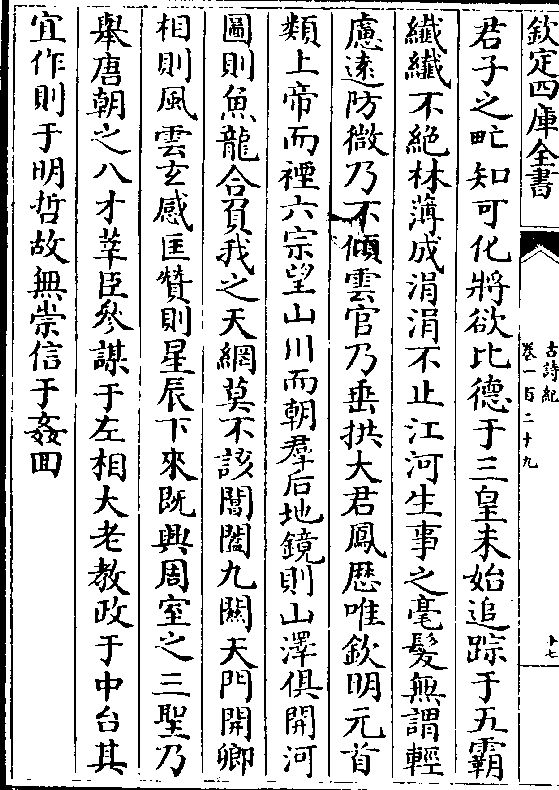 欽定四庫全書
古詩紀
卷一百二十九
十七
君子之甿知可化將欲比德于三皇未始追踪于五霸
纎纎不絕林薄成涓涓不止江河生事之毫髮無謂輕
慮遠防微乃不傾雲官乃垂拱大君鳳歴唯欽明元首
類上帝而禋六宗望山川而朝羣后地鏡則山澤俱開河
圖則魚龍合負我之天網莫不該閶闔九關天門開卿
相則風雲玄感匡贊則星辰下來既興周室之三聖乃
舉唐朝之八才莘臣參謀于左相大老教政于中台其
宜作則于明哲故無崇信于姦回